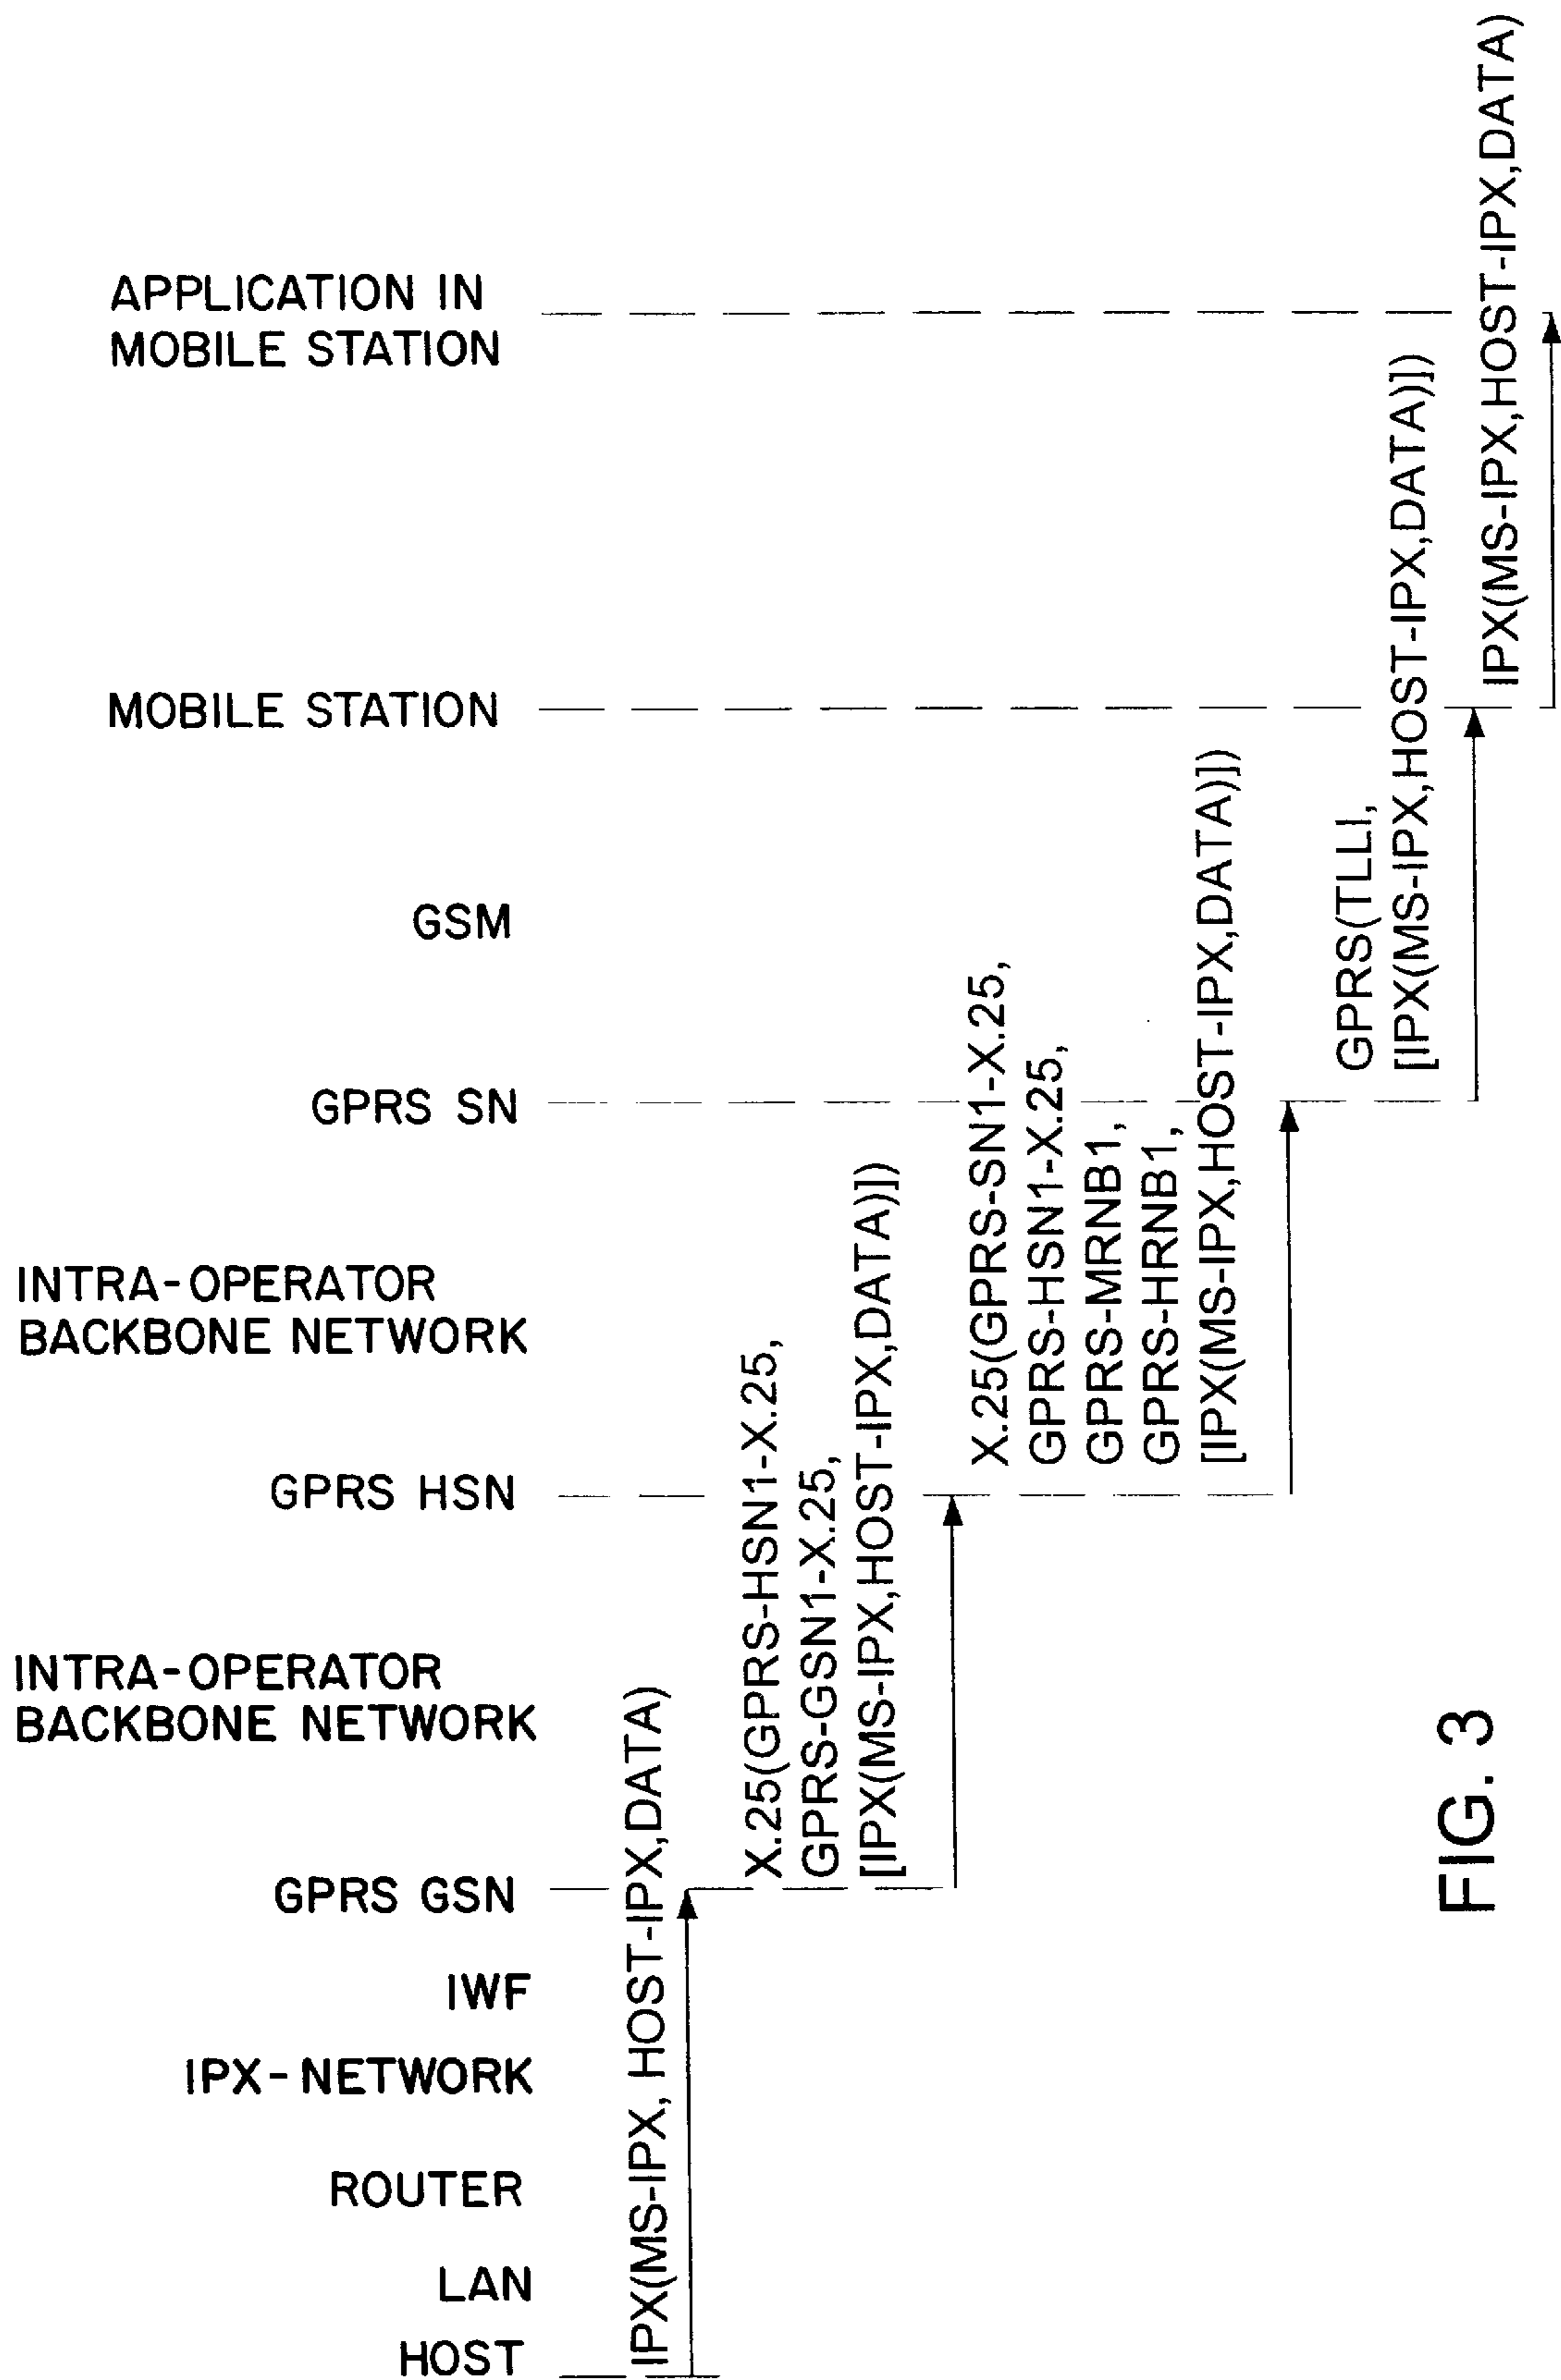 HOST
LAN
ROUTER
IPX-NETWORK
IWF
GPRS GSN
INTRA-OPERATOR
BACKBONE NETWORK
GPRS HSN
INTRA-OPERATOR
BACKBONE NETWORK
GPRS SN
GSM
MOBILE STATION
APPLICATION IN
MOBILE STATION
IPX(MS-IPX, HOST-IPX,DATA)
X.25(GPRS-HSN1-X.25,
GPRS-GSN1-X.25,
[IPX(MS-IPX,HOST-IPX,DATA)])
X.25(GPRS-SN1-X.25,
GPRS-HSN1-X.25,
GPRS-MRNB1,
GPRS-HRNB1,
[IPX(MS-IPX,HOST-IPX,DATA)])
GPRS(TLLI,
[IPX(MS-IPX,HOST-IPX,DATA)])
IPX(MS-IPX,HOST-IPX,DATA)
FIG. 3